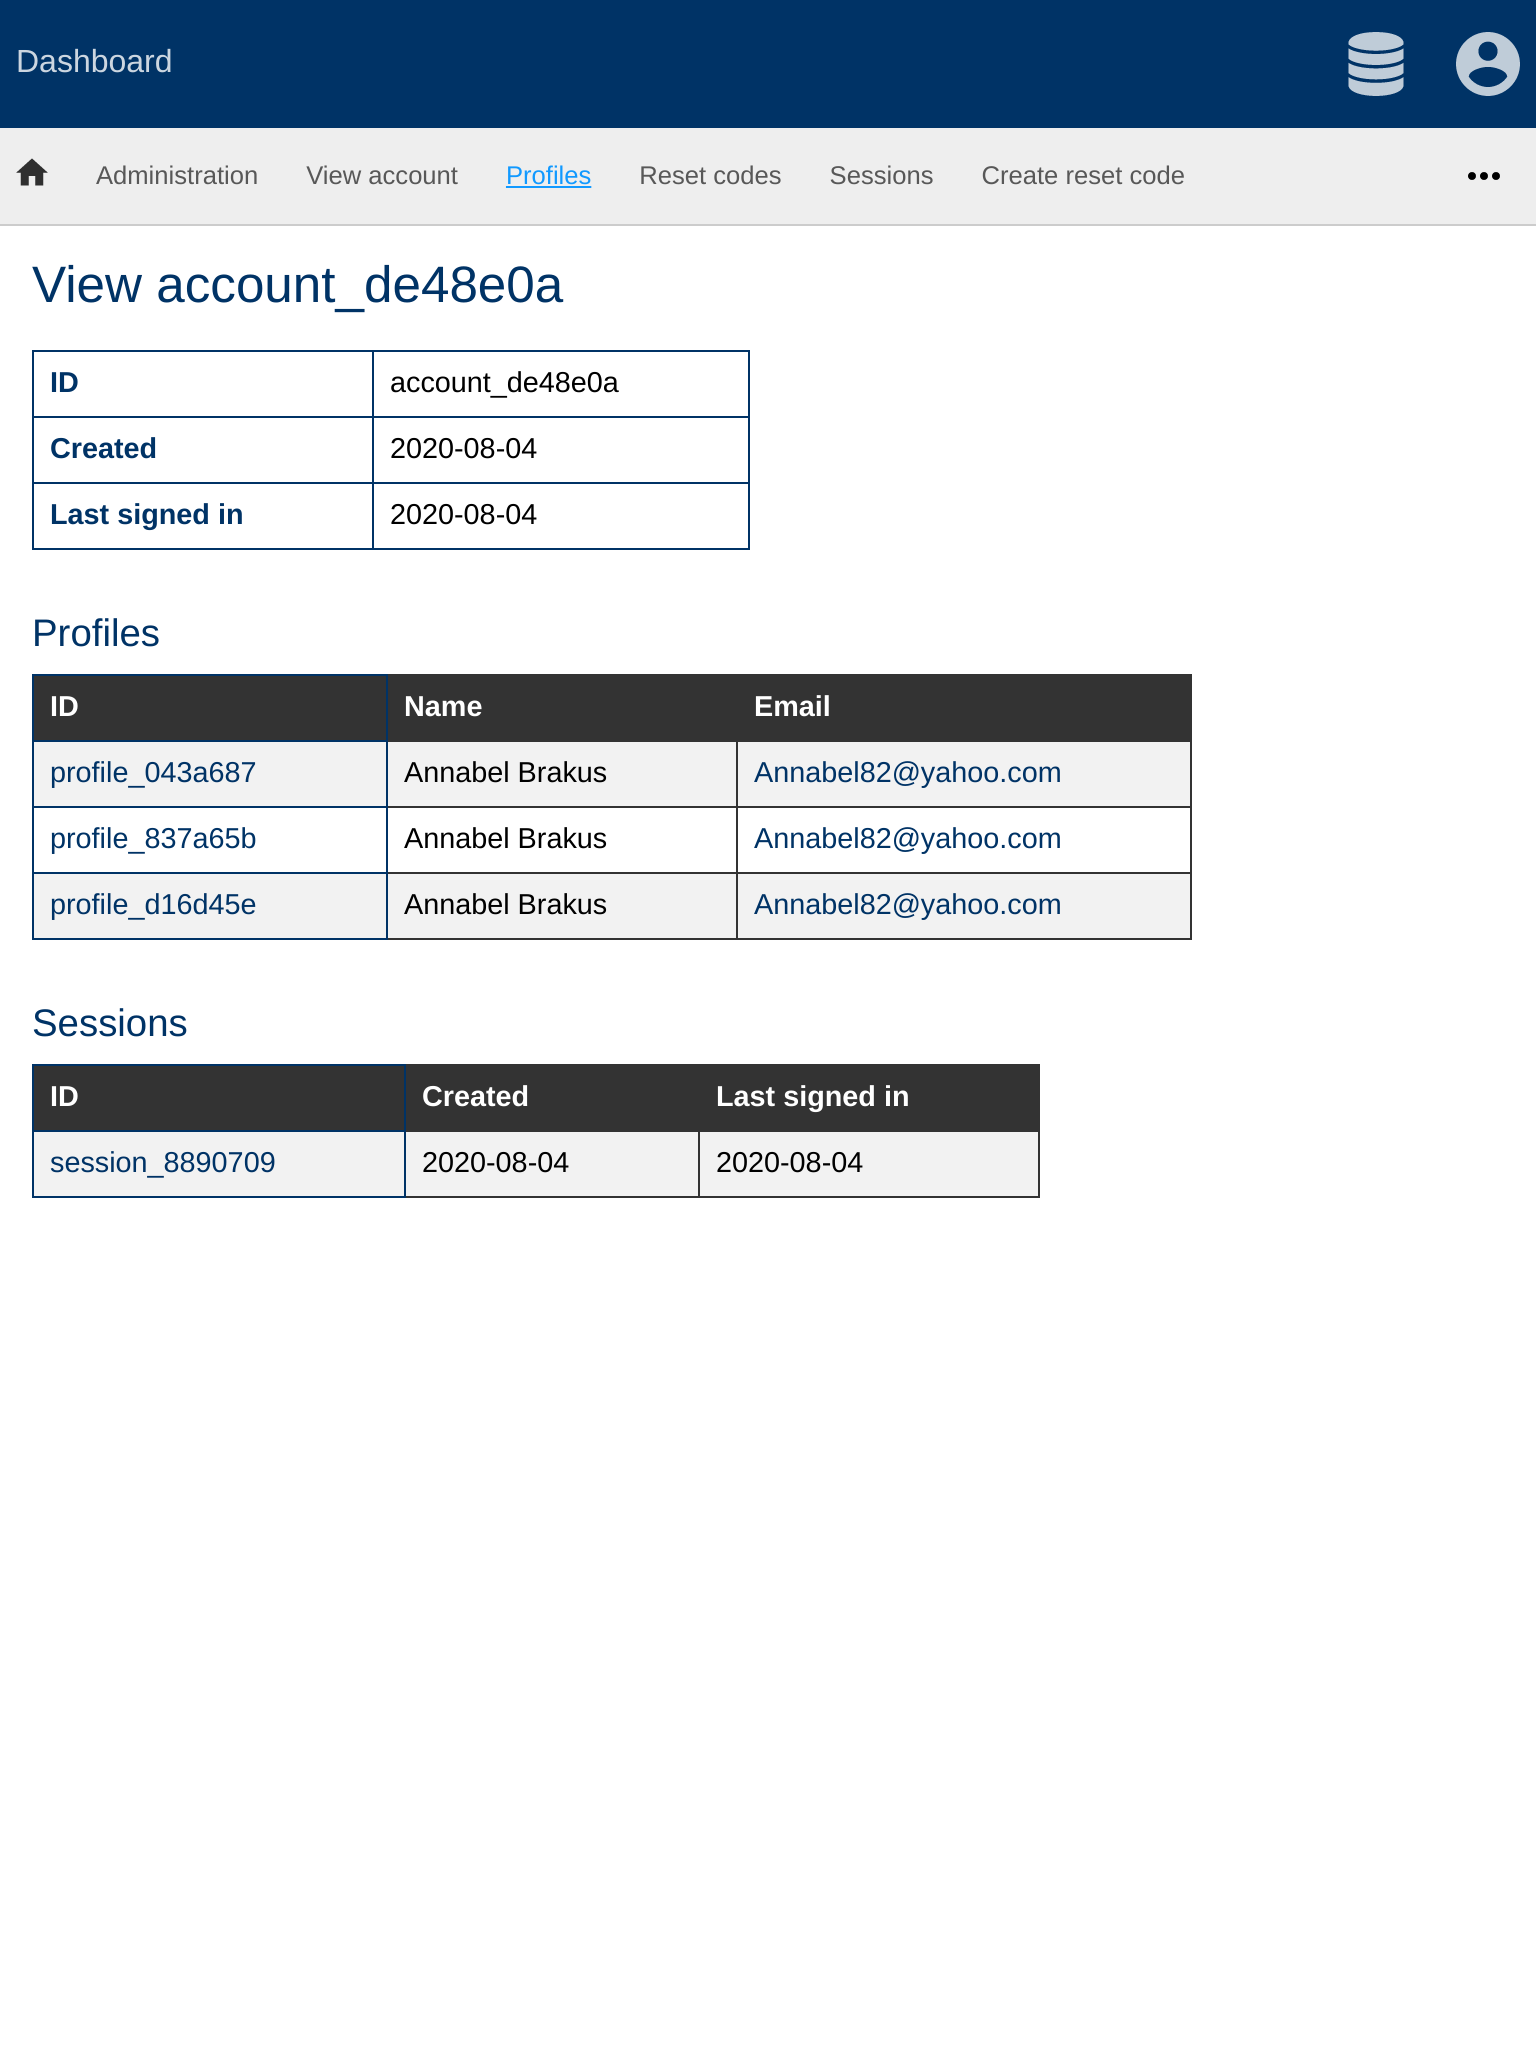 Dashboard
Administration View account Profiles Reset codes Sessions Create reset code
View account_de48e0a
ID account_de48e0a
Created 2020-08-04
Last signed in 2020-08-04
Profiles
ID Name Email
profile_043a687 Annabel Brakus Annabel82@yahoo.com
profile_837a65b Annabel Brakus Annabel82@yahoo.com
profile_d16d45e Annabel Brakus Annabel82@yahoo.com
Sessions
ID Created Last signed in
session_8890709 2020-08-04 2020-08-04